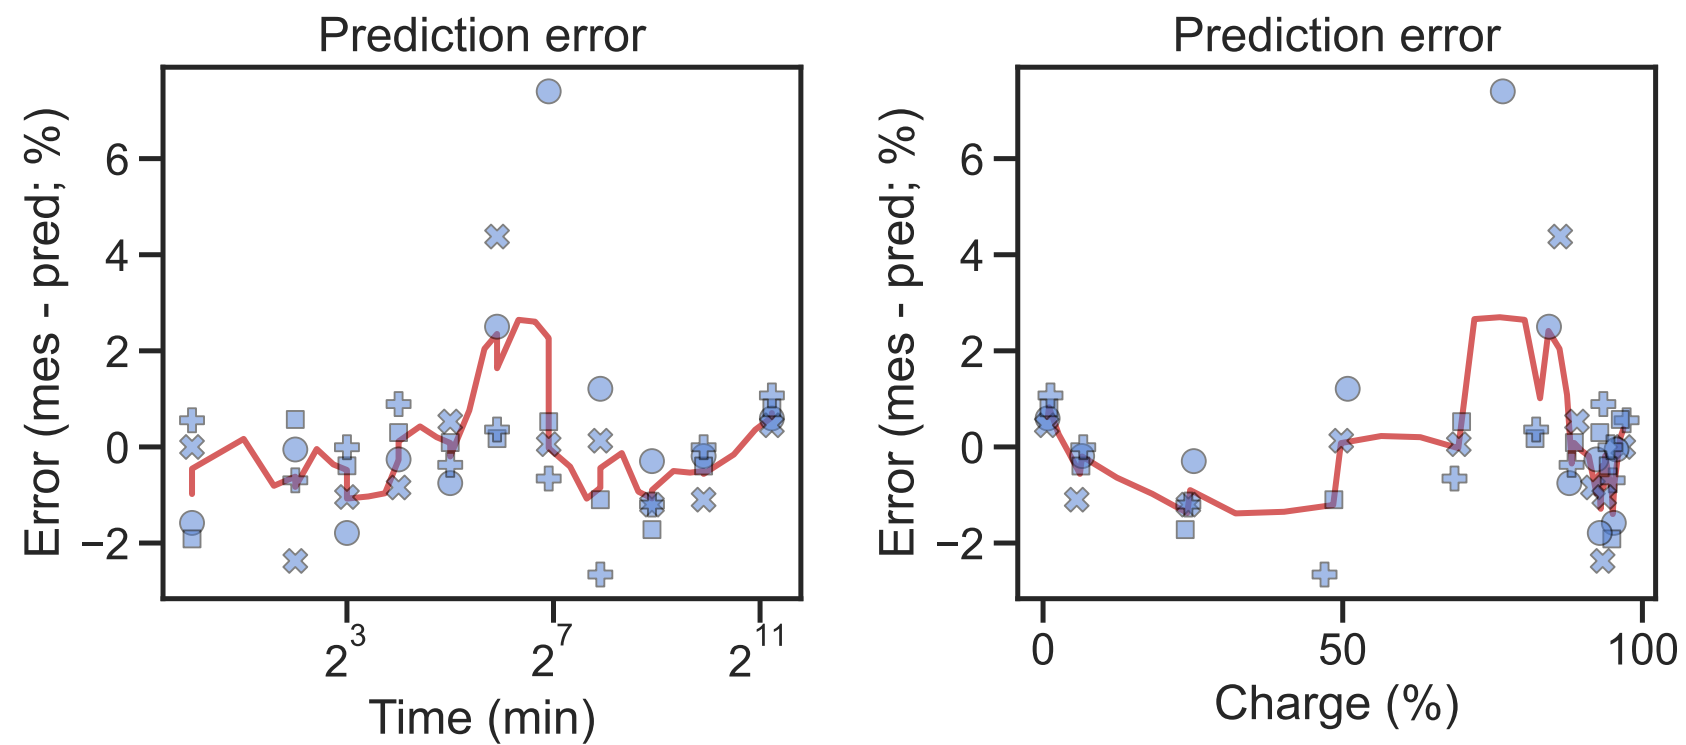 Prediction error
Error (mes - pred; %)
6
4
2
0
−2
2^3
2^7
2^11
Time (min)
Prediction error
Error (mes - pred; %)
6
4
2
0
−2
0
50
100
Charge (%)